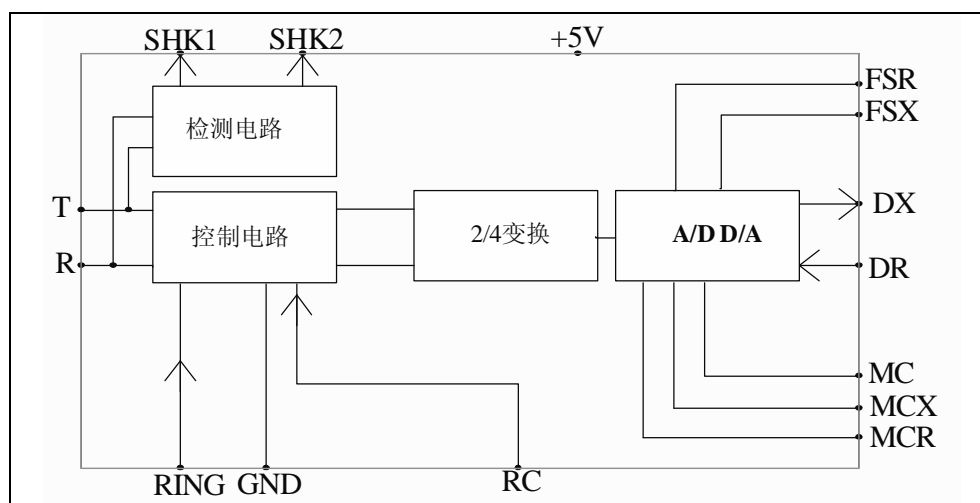 SHK1 SHK2 +5V
FSR
FSX
检测电路
T
控制电路
2/4变换
A/D D/A
DX
R
DR
MC
MCX
MCR
RING GND RC